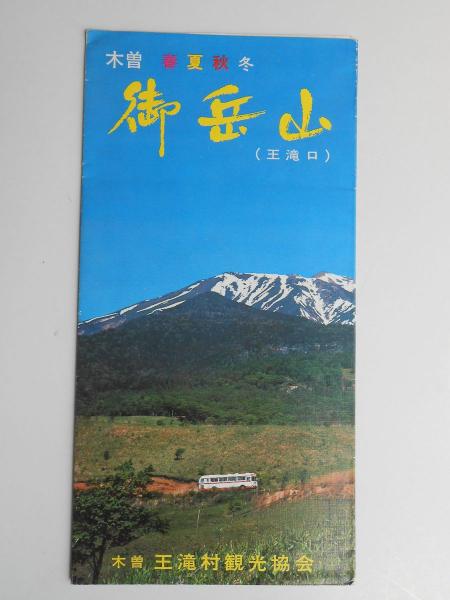 木曽 春夏秋冬
御岳山
（王滝口）
木曽 王滝村観光協会